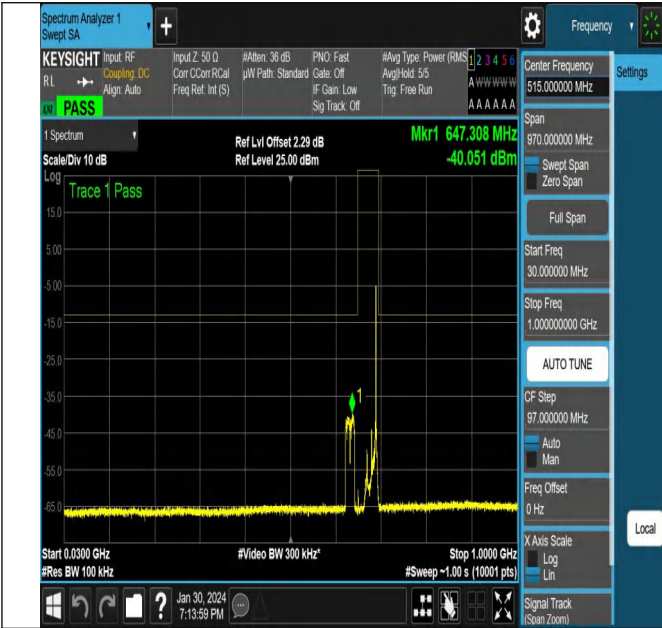 Spectrum Analyzer 1
Swept SA
+
Frequency
KEYSIGHT
RL
LXI
PASS
Input: RF
Coupling: DC
Align: Auto
Input Z: 50 Ω
Corr CCorr RCal
Freq Ref: Int (S)
#Atten: 36 dB
µW Path: Standard
PNO: Fast
Gate: Off
IF Gain: Low
Sig Track: Off
#Avg Type: Power (RMS
Avg|Hold: 5/5
Trig: Free Run
1 2 3 4 5 6
A W W W W W
A A A A A A
1 Spectrum
Scale/Div 10 dB
Ref Lvl Offset 2.29 dB
Ref Level 25.00 dBm
Mkr1 647.308 MHz
-40.051 dBm
Log
Trace 1 Pass
15.0
5.00
-5.00
-15.0
-25.0
-35.0
1
-45.0
-55.0
-65.0
Start 0.0300 GHz
#Res BW 100 kHz
#Video BW 300 kHz*
Stop 1.0000 GHz
#Sweep ~1.00 s (10001 pts)
Jan 30, 2024
7:13:59 PM
?
Center Frequency
515.000000 MHz
Settings
Span
970.000000 MHz
Swept Span
Zero Span
Full Span
Start Freq
30.000000 MHz
Stop Freq
1.000000000 GHz
AUTO TUNE
CF Step
97.000000 MHz
Auto
Man
Freq Offset
0 Hz
Local
X Axis Scale
Log
Lin
Signal Track
(Span Zoom)